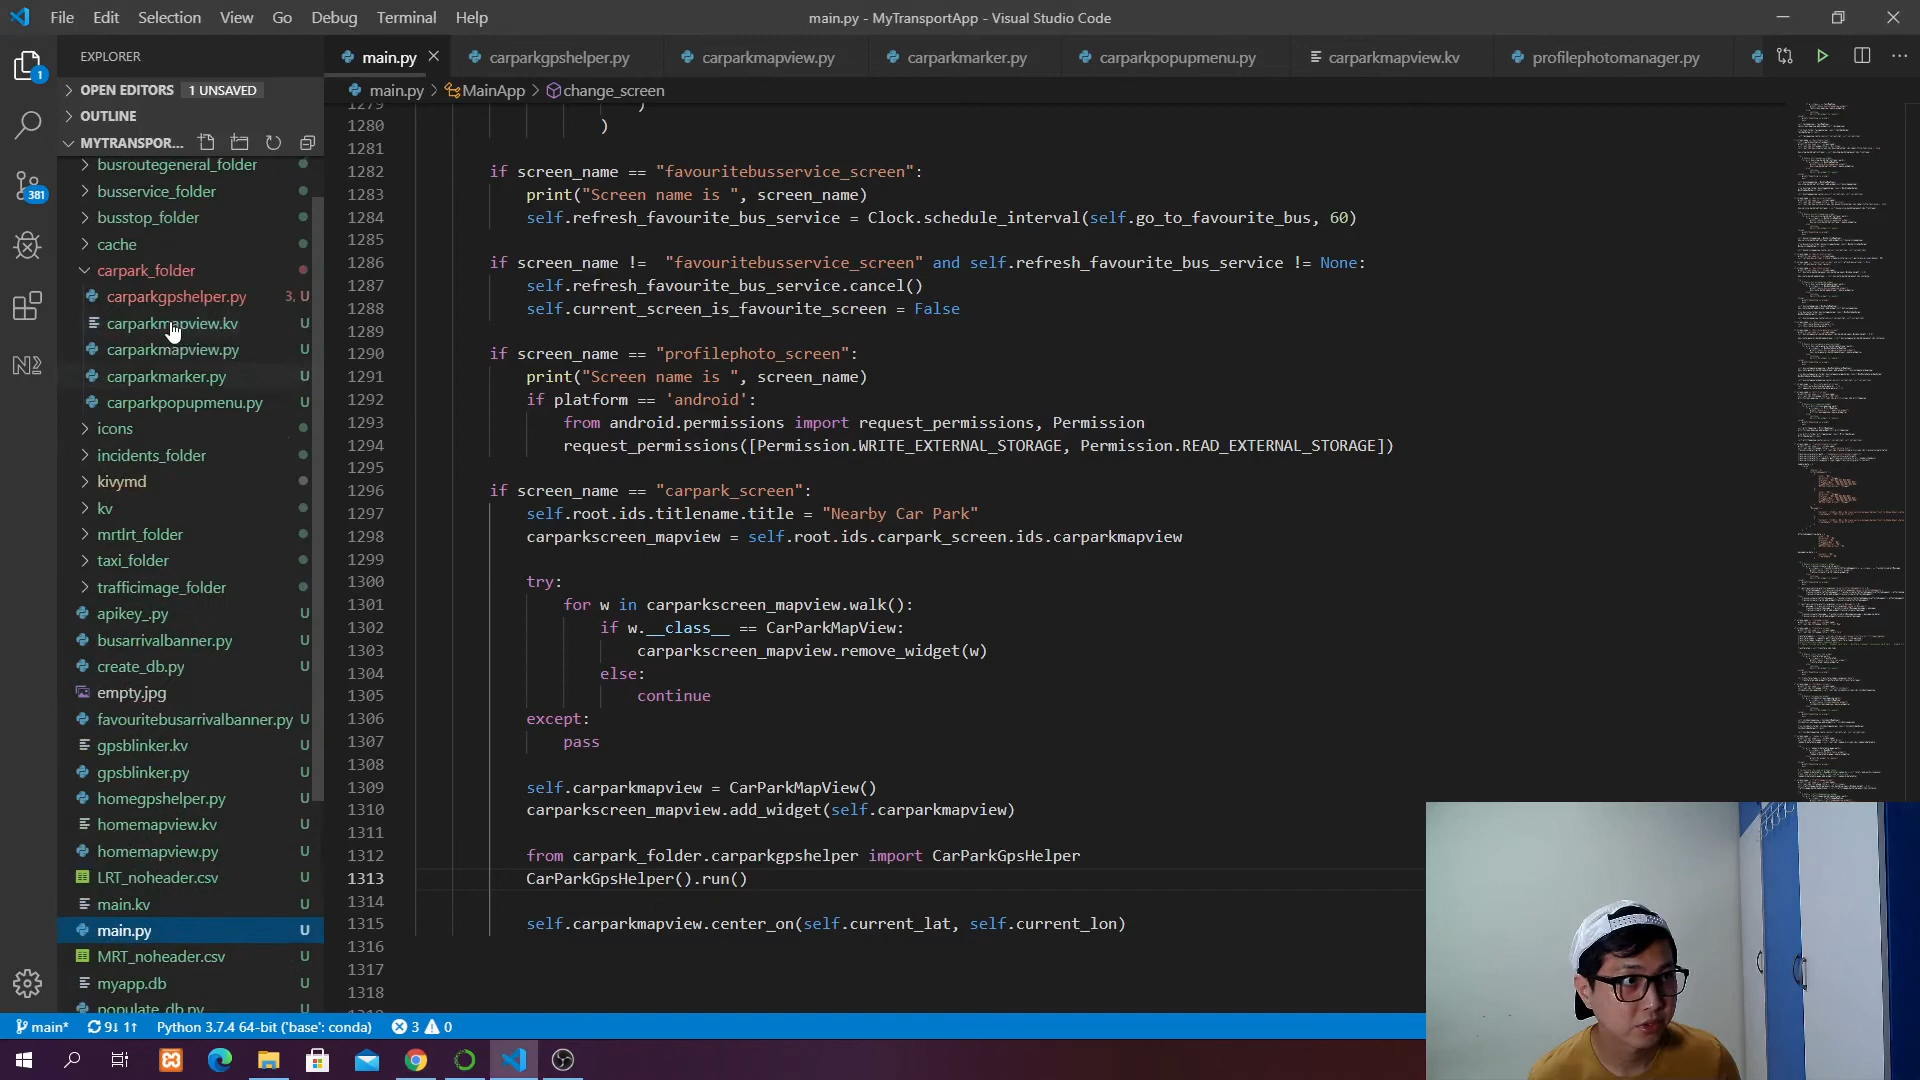 File Edit Selection View Go Debug Terminal Help
main.py - MyTransportApp - Visual Studio Code
EXPLORER
main.py
carparkgpshelper.py
carparkmapview.py
carparkmarker.py
carparkpopupmenu.py
carparkmapview.kv
profilephotomanager.py
1
OPEN EDITORS 1 UNSAVED
OUTLINE
MYTRANSPOR...
busroutegeneral_folder
busservice_folder
busstop_folder
cache
carpark_folder
carparkgpshelper.py 3, U
carparkmapview.kv U
carparkmapview.py U
carparkmarker.py U
carparkpopupmenu.py U
icons
incidents_folder
kivymd
kv
mrtlrt_folder
taxi_folder
trafficimage_folder
apikey_.py U
busarrivalbanner.py U
create_db.py U
empty.jpg
favouritebusarrivalbanner.py U
gpsblinker.kv U
gpsblinker.py U
homegpshelper.py U
homemapview.kv U
homemapview.py U
LRT_noheader.csv U
main.kv U
main.py U
MRT_noheader.csv U
myapp.db U
populate_db.py U
381
main.py > MainApp > change_screen
1279 )
1280 )
1281
1282 if screen_name == "favouritebusservice_screen":
1283 print("Screen name is ", screen_name)
1284 self.refresh_favourite_bus_service = Clock.schedule_interval(self.go_to_favourite_bus, 60)
1285
1286 if screen_name !=  "favouritebusservice_screen" and self.refresh_favourite_bus_service != None:
1287 self.refresh_favourite_bus_service.cancel()
1288 self.current_screen_is_favourite_screen = False
1289
1290 if screen_name == "profilephoto_screen":
1291 print("Screen name is ", screen_name)
1292 if platform == 'android':
1293 from android.permissions import request_permissions, Permission
1294 request_permissions([Permission.WRITE_EXTERNAL_STORAGE, Permission.READ_EXTERNAL_STORAGE])
1295
1296 if screen_name == "carpark_screen":
1297 self.root.ids.titlename.title = "Nearby Car Park"
1298 carparkscreen_mapview = self.root.ids.carpark_screen.ids.carparkmapview
1299
1300 try:
1301 for w in carparkscreen_mapview.walk():
1302 if w.__class__ == CarParkMapView:
1303 carparkscreen_mapview.remove_widget(w)
1304 else:
1305 continue
1306 except:
1307 pass
1308
1309 self.carparkmapview = CarParkMapView()
1310 carparkscreen_mapview.add_widget(self.carparkmapview)
1311
1312 from carpark_folder.carparkgpshelper import CarParkGpsHelper
1313 CarParkGpsHelper().run()
1314
1315 self.carparkmapview.center_on(self.current_lat, self.current_lon)
1316
1317
1318
main* 9↓ 1↑ Python 3.7.4 64-bit ('base': conda) 3 0